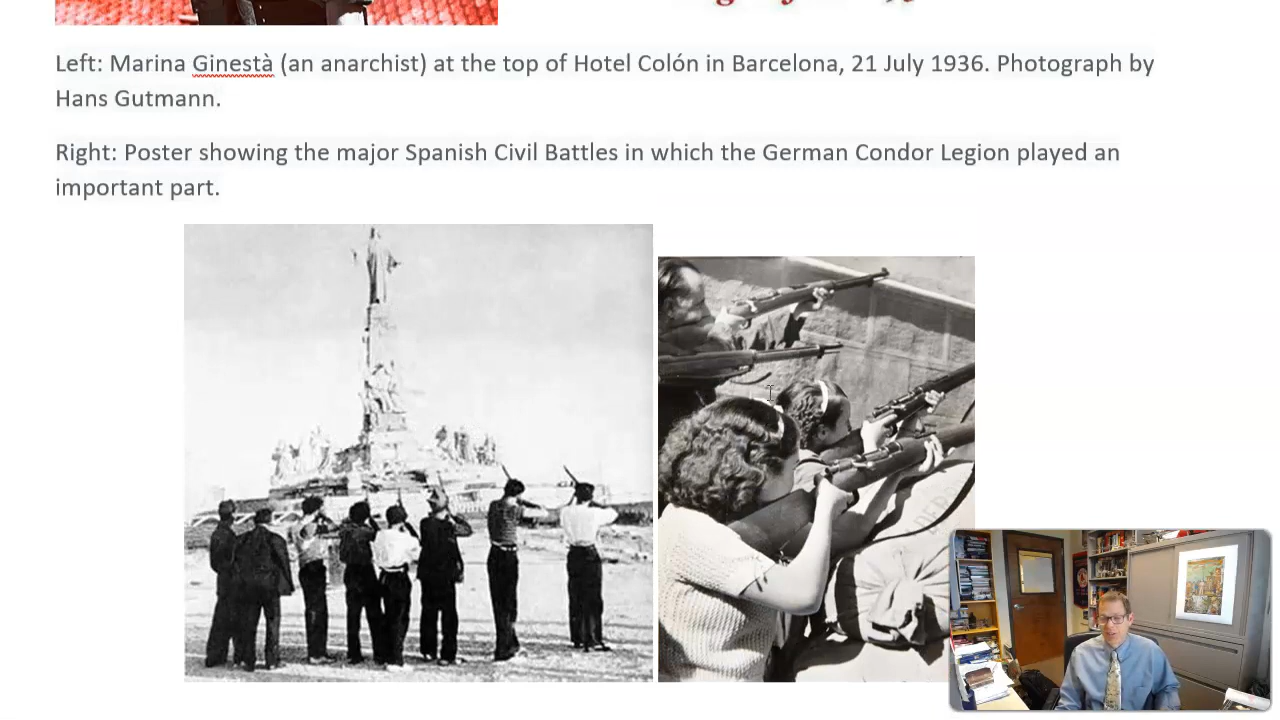 Left: Marina Ginestà (an anarchist) at the top of Hotel Colón in Barcelona, 21 July 1936. Photograph by
Hans Gutmann.
Right: Poster showing the major Spanish Civil Battles in which the German Condor Legion played an
important part.